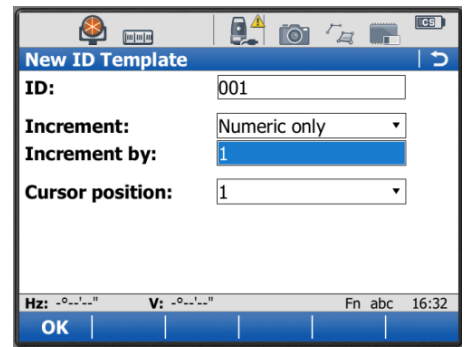 CS
New ID Template
ID: 001
Increment: Numeric only
Increment by: 1
Cursor position: 1
Hz: -°--'--" V: -°--'--" Fn abc 16:32
OK